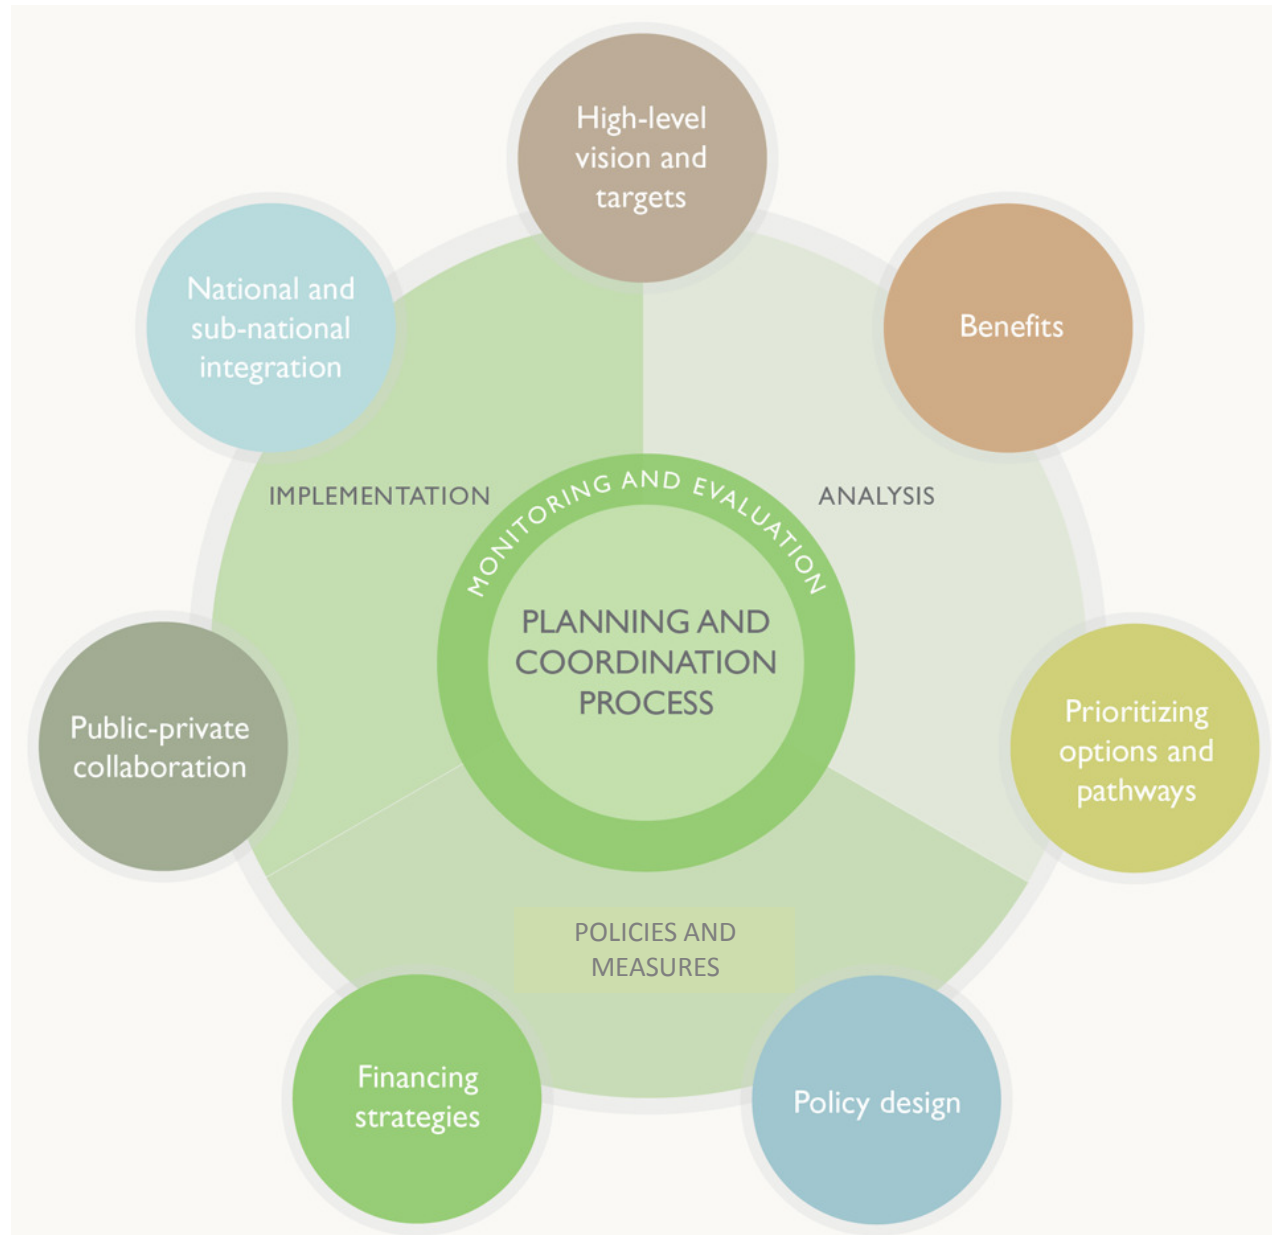 High-level
vision and
targets
National and
sub-national
integration
Benefits
IMPLEMENTATION
ANALYSIS
MONITORING AND EVALUATION
PLANNING AND
COORDINATION
PROCESS
Public-private
collaboration
Prioritizing
options and
pathways
POLICIES AND
MEASURES
Financing
strategies
Policy design